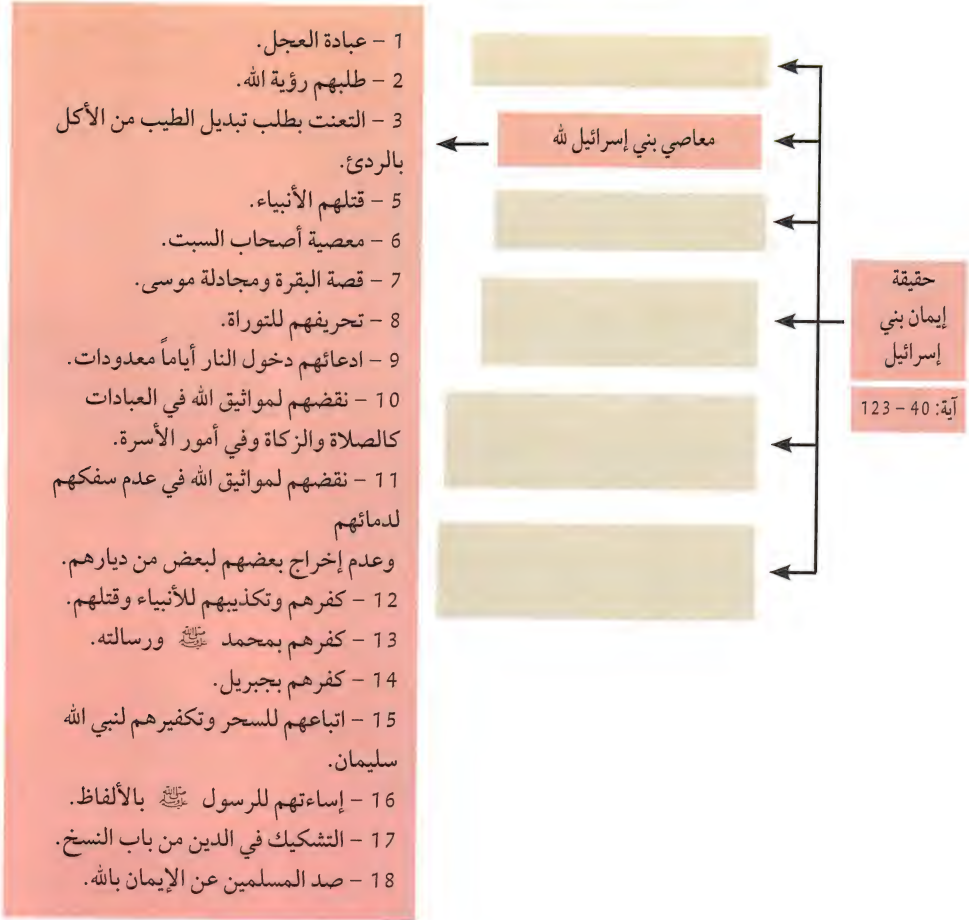 حقيقة
إيمان بني
إسرائيل
آية: 40 – 123
معاصي بني إسرائيل لله
1 – عبادة العجل.
2 – طلبهم رؤية الله.
3 – التعنت بطلب تبديل الطيب من الأكل
بالردئ.
5 – قتلهم الأنبياء.
6 – معصية أصحاب السبت.
7 – قصة البقرة ومجادلة موسى.
8 – تحريفهم للتوراة.
9 – ادعائهم دخول النار أياماً معدودات.
10 – نقضهم لمواثيق الله في العبادات
كالصلاة والزكاة وفي أمور الأسرة.
11 – نقضهم لمواثيق الله في عدم سفكهم
لدمائهم
وعدم إخراج بعضهم لبعض من ديارهم.
12 – كفرهم وتكذيبهم للأنبياء وقتلهم.
13 – كفرهم بمحمد ﷺ ورسالته.
14 – كفرهم بجبريل.
15 – اتباعهم للسحر وتكفيرهم لنبي الله
سليمان.
16 – إساءتهم للرسول ﷺ بالألفاظ.
17 – التشكيك في الدين من باب النسخ.
18 – صد المسلمين عن الإيمان بالله.